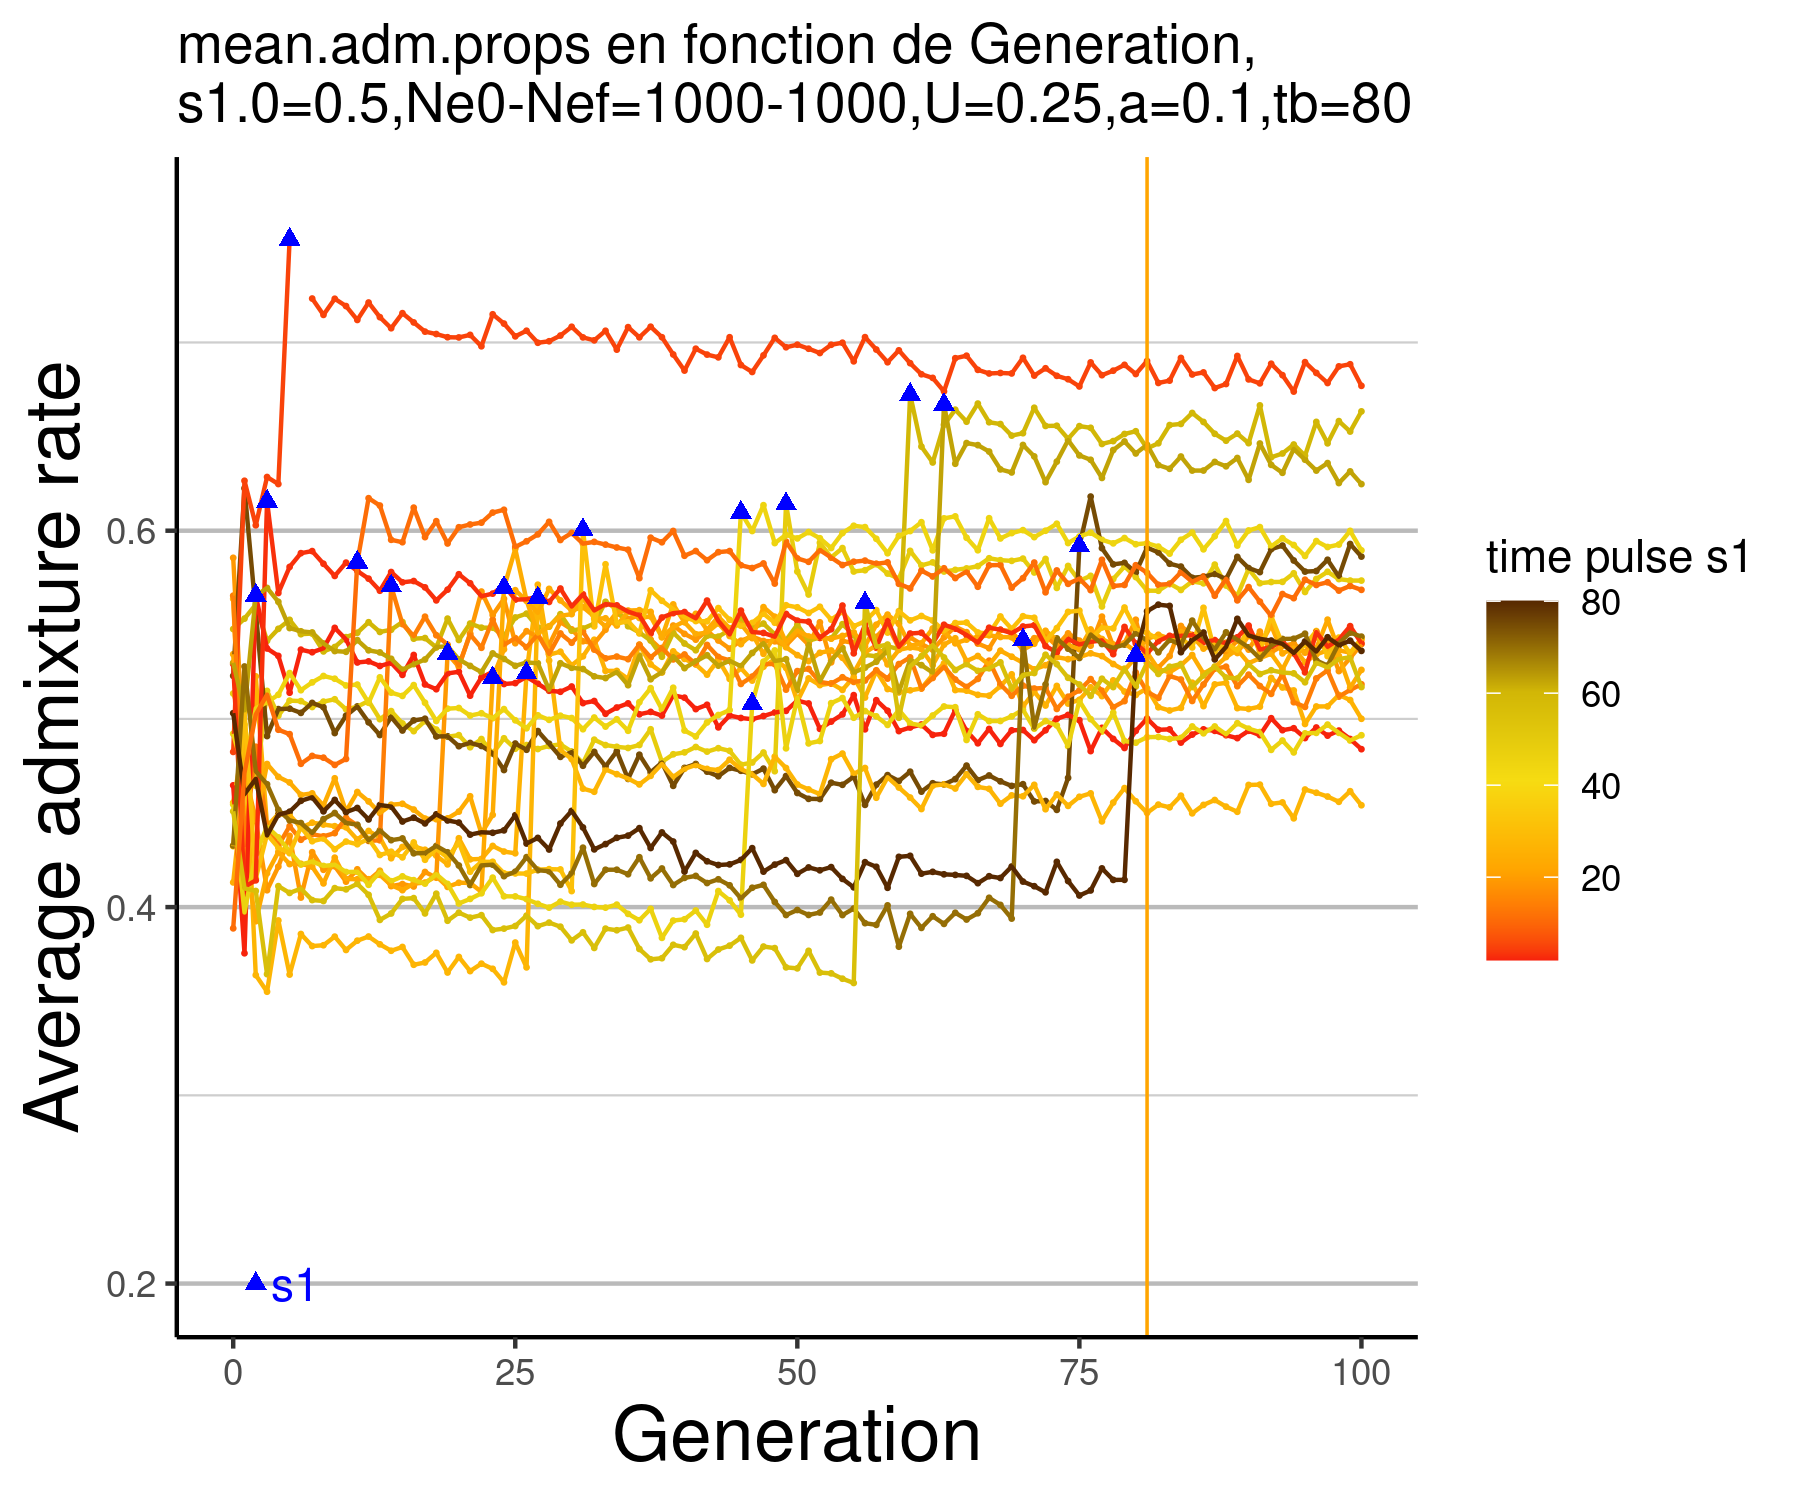 mean.adm.props en fonction de Generation,
s1.0=0.5,Ne0-Nef=1000-1000,U=0.25,a=0.1,tb=80
Average admixture rate
0.6
0.4
0.2
s1
0 25 50 75 100
Generation
time pulse s1
80
60
40
20